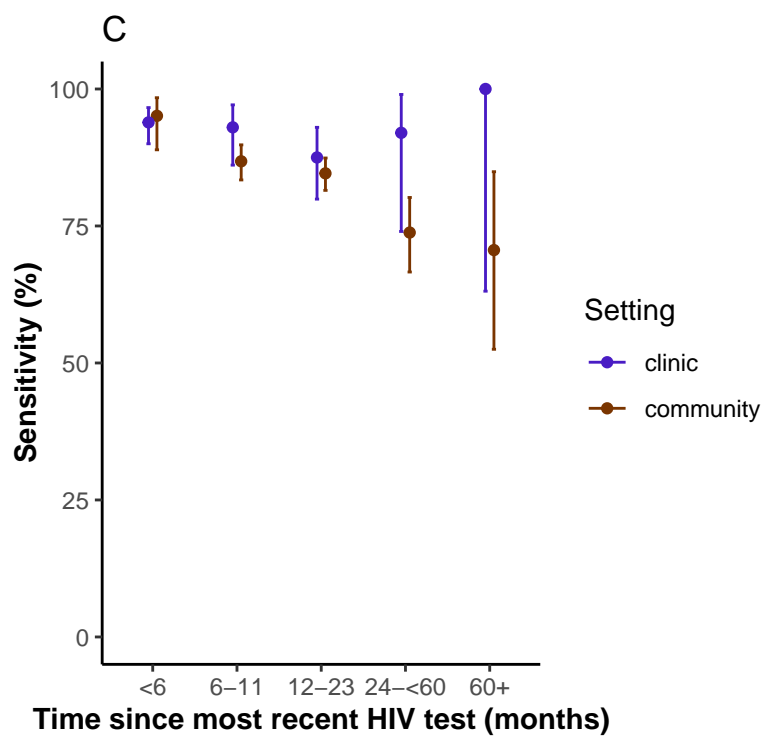 C
Sensitivity (%)
100
75
50
25
0
<6 6–11 12–23 24–<60 60+
Time since most recent HIV test (months)
Setting
clinic
community